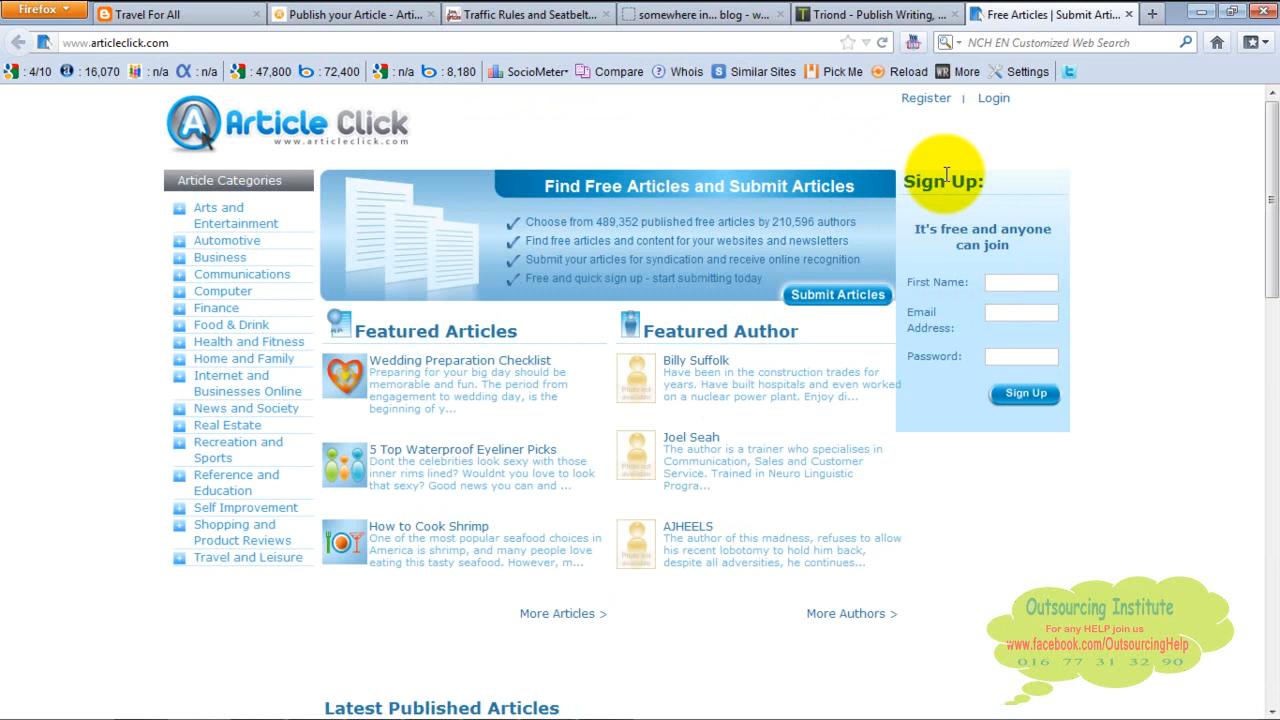 Firefox
Travel For All
Publish your Article - Arti...
Traffic Rules and Seatbelt...
somewhere in... blog - w...
Triond - Publish Writing, ...
Free Articles | Submit Arti...
www.articleclick.com
NCH EN Customized Web Search
: 4/10
: 16,070
: n/a
: n/a
: 47,800
: 72,400
: n/a
: 8,180
SocioMeter
Compare
Whois
Similar Sites
Pick Me
Reload
More
Settings
Register | Login
Article Click
www.articleclick.com
Article Categories
Arts and
Entertainment
Automotive
Business
Communications
Computer
Finance
Food & Drink
Health and Fitness
Home and Family
Internet and
Businesses Online
News and Society
Real Estate
Recreation and
Sports
Reference and
Education
Self Improvement
Shopping and
Product Reviews
Travel and Leisure
Find Free Articles and Submit Articles
Choose from 489,352 published free articles by 210,596 authors
Find free articles and content for your websites and newsletters
Submit your articles for syndication and receive online recognition
Free and quick sign up - start submitting today
Submit Articles
Featured Articles
Wedding Preparation Checklist
Preparing for your big day should be
memorable and fun. The period from
engagement to wedding day, is the
beginning of y...
5 Top Waterproof Eyeliner Picks
Dont the celebrities look sexy with those
inner rims lined? Wouldnt you love to look
that sexy? Good news you can and ...
How to Cook Shrimp
One of the most popular seafood choices in
America is shrimp, and many people love
eating this tasty seafood. However, m...
More Articles >
Featured Author
Billy Suffolk
Have been in the construction trades for
years. Have built hospitals and even worked
on a nuclear power plant. Enjoy di...
Joel Seah
The author is a trainer who specialises in
Communication, Sales and Customer
Service. Trained in Neuro Linguistic
Progra...
AJHEELS
The author of this madness, refuses to allow
his recent lobotomy to hold him back,
despite all adversities, he continues...
More Authors >
Sign Up:
It's free and anyone
can join
First Name:
Email
Address:
Password:
Sign Up
Latest Published Articles
Outsourcing Institute
For any HELP join us
www.facebook.com/OutsourcingHelp
016 77 31 32 90